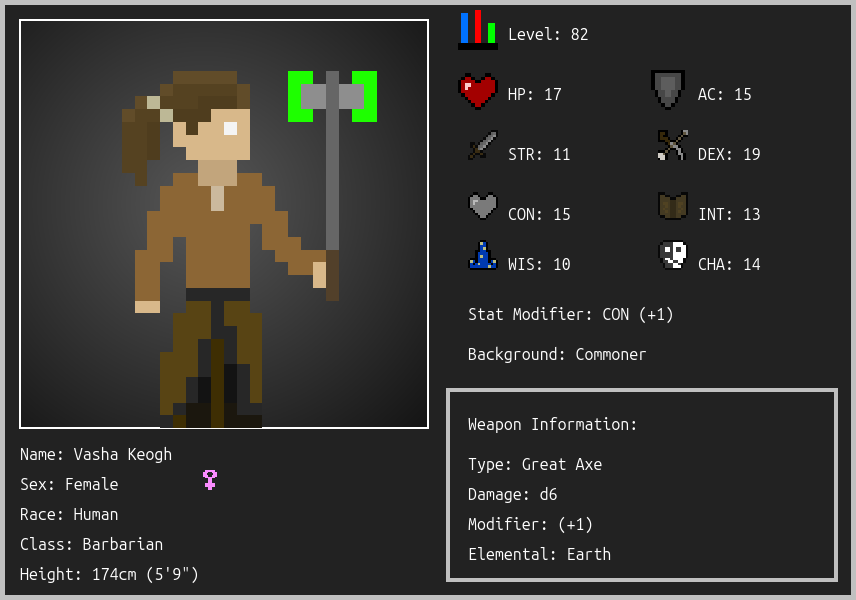 Level: 82
HP: 17
AC: 15
STR: 11
DEX: 19
CON: 15
INT: 13
WIS: 10
CHA: 14
Stat Modifier: CON (+1)
Background: Commoner
Weapon Information:
Type: Great Axe
Damage: d6
Modifier: (+1)
Elemental: Earth
Name: Vasha Keogh
Sex: Female
Race: Human
Class: Barbarian
Height: 174cm (5'9")